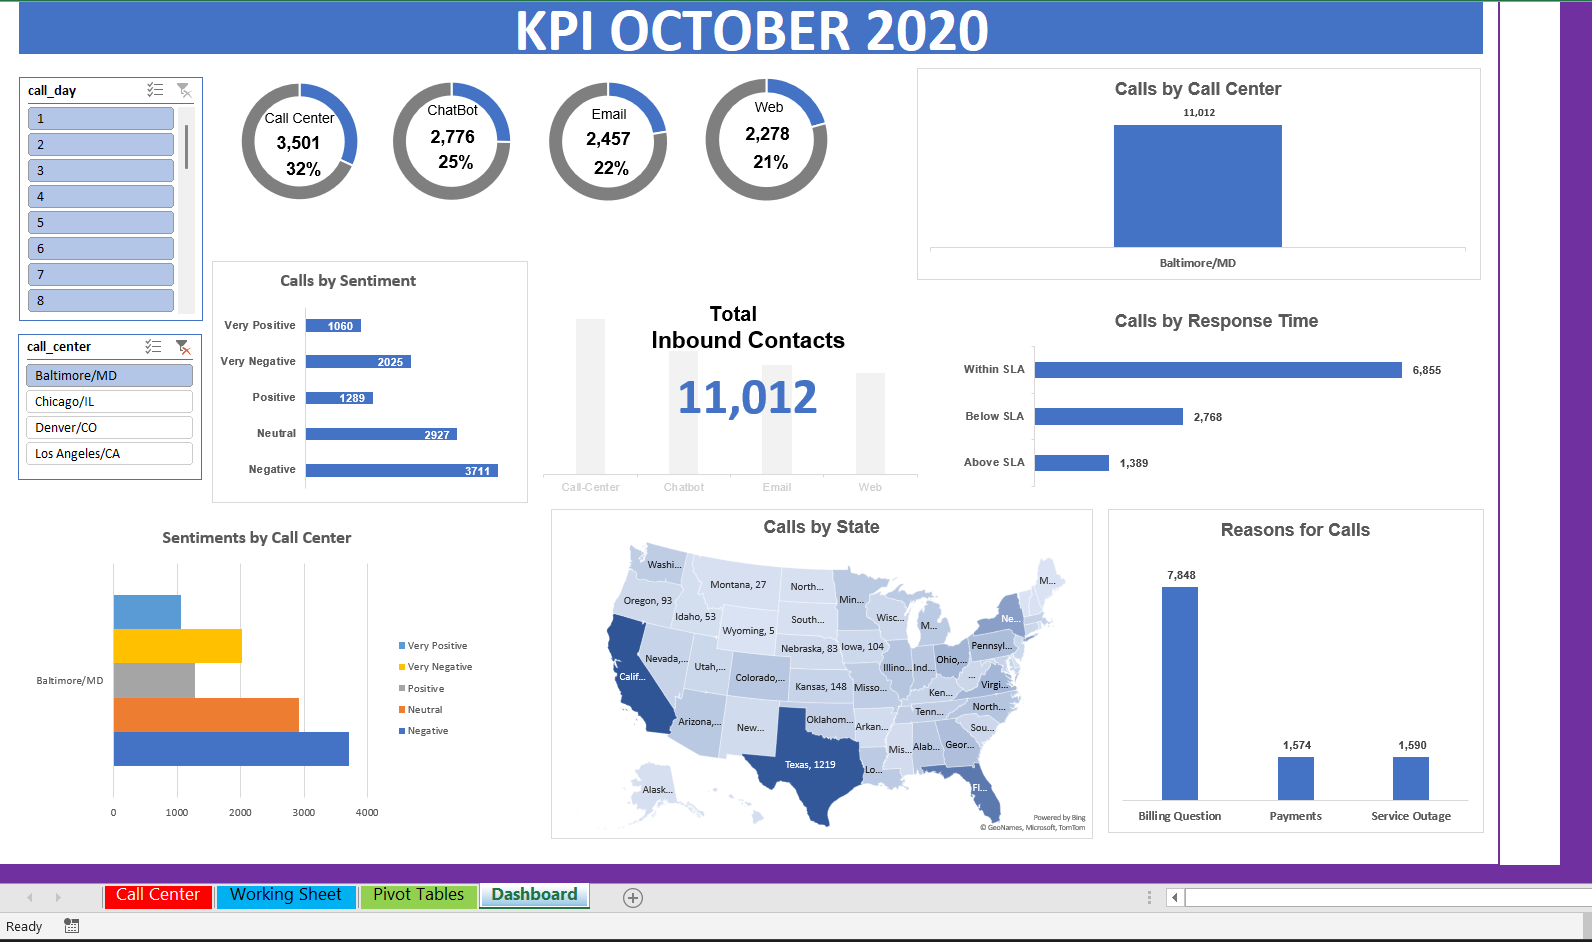 KPI OCTOBER 2020
call_day
1
2
3
4
5
6
7
8
call_center
Baltimore/MD
Chicago/IL
Denver/CO
Los Angeles/CA
Call Center
3,501
32%
ChatBot
2,776
25%
Email
2,457
22%
Web
2,278
21%
Calls by Call Center
11,012
Baltimore/MD
Calls by Sentiment
Very Positive 1060
Very Negative 2025
Positive 1289
Neutral 2927
Negative 3711
Total
Inbound Contacts
11,012
Call-Center Chatbot Email Web
Calls by Response Time
Within SLA 6,855
Below SLA 2,768
Above SLA 1,389
Sentiments by Call Center
Baltimore/MD
Very Positive
Very Negative
Positive
Neutral
Negative
0 1000 2000 3000 4000
Calls by State
Washi...
Montana, 27
North...
Min...
M...
Oregon, 93
Idaho, 53
South...
Wisc...
M...
Ne...
Wyoming, 5
Nebraska, 83
Iowa, 104
Pennsyl...
Nevada,...
Utah,...
Colorado,...
Illino...
Ind...
Ohio,...
Calif...
Kansas, 148
Misso...
Ken...
...
Virgi...
Arizona,...
New...
Oklahom...
Arkan...
Tenn...
North...
Sou...
Mis...
Alab...
Geor...
Texas, 1219
Lo...
Alask...
Fl...
Powered by Bing
© GeoNames, Microsoft, TomTom
Reasons for Calls
7,848
1,574
1,590
Billing Question Payments Service Outage
Call Center Working Sheet Pivot Tables Dashboard
Ready